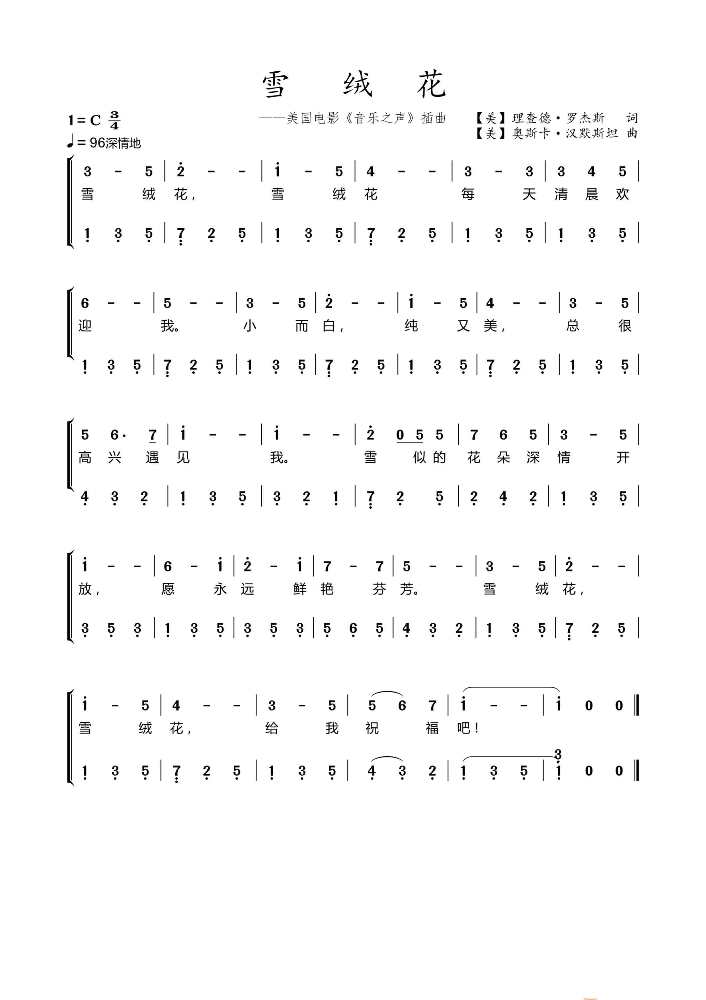 雪 绒 花
——美国电影《音乐之声》插曲
1=C 3/4
【美】理查德·罗杰斯 词
♩=96深情地
【美】奥斯卡·汉默斯坦 曲
3 - 5 | 2̇ - - | 1̇ - 5 | 4 - - | 3 - 3 | 3 4 5 |
雪 绒 花, 雪 绒 花 每 天 清 晨 欢
1̣ 3̣ 5̣ | 7̣̣ 2̣ 5̣ | 1̣ 3̣ 5̣ | 7̣̣ 2̣ 5̣ | 1̣ 3̣ 5̣ | 1̣ 3̣ 5̣ |
6 - - | 5 - - | 3 - 5 | 2̇ - - | 1̇ - 5 | 4 - - | 3 - 5 |
迎 我。 小 而 白, 纯 又 美, 总 很
1̣ 3̣ 5̣ | 7̣̣ 2̣ 5̣ | 1̣ 3̣ 5̣ | 7̣̣ 2̣ 5̣ | 1̣ 3̣ 5̣ | 7̣̣ 2̣ 5̣ | 1̣ 3̣ 5̣ |
5 6· 7 | 1̇ - - | 1̇ - - | 2̇ 0 5 5 | 7 6 5 | 3 - 5 |
高 兴 遇 见 我。 雪 似 的 花 朵 深 情 开
4̣ 3̣ 2̣ | 1̣ 3̣ 5̣ | 3̣ 2̣ 1̣ | 7̣̣ 2̣ 5̣ | 2̣ 4̣ 2̣ | 1̣ 3̣ 5̣ |
1̇ - - | 6 - 1̇ | 2̇ - 1̇ | 7 - 7 | 5 - - | 3 - 5 | 2̇ - - |
放, 愿 永 远 鲜 艳 芬 芳。 雪 绒 花,
3̣ 5̣ 3̣ | 1̣ 3̣ 5̣ | 3̣ 5̣ 3̣ | 5̣ 6̣ 5̣ | 4̣ 3̣ 2̣ | 1̣ 3̣ 5̣ | 7̣̣ 2̣ 5̣ |
1̇ - 5 | 4 - - | 3 - 5 | 5 6 7 | 1̇ - - | 1̇ 0 0 ‖
雪 绒 花, 给 我 祝 福 吧!
3̣
1̣ 3̣ 5̣ | 7̣̣ 2̣ 5̣ | 1̣ 3̣ 5̣ | 4̣ 3̣ 2̣ | 1̣ 3̣ 5̣ | 1̣ 0 0 ‖